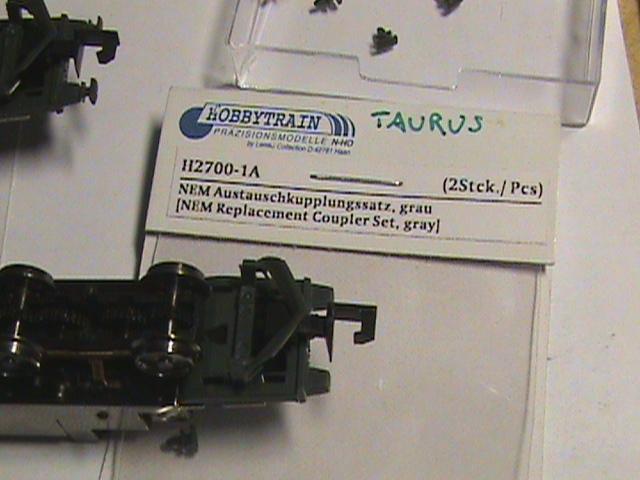 HOBBYTRAIN
PRÄZISIONSMODELLE N-HO
by Lemke Collection D-42781 Haan
TAURUS
H2700-1A (2Stck./ Pcs)
NEM Austauschkupplungssatz, grau
[NEM Replacement Coupler Set, gray]